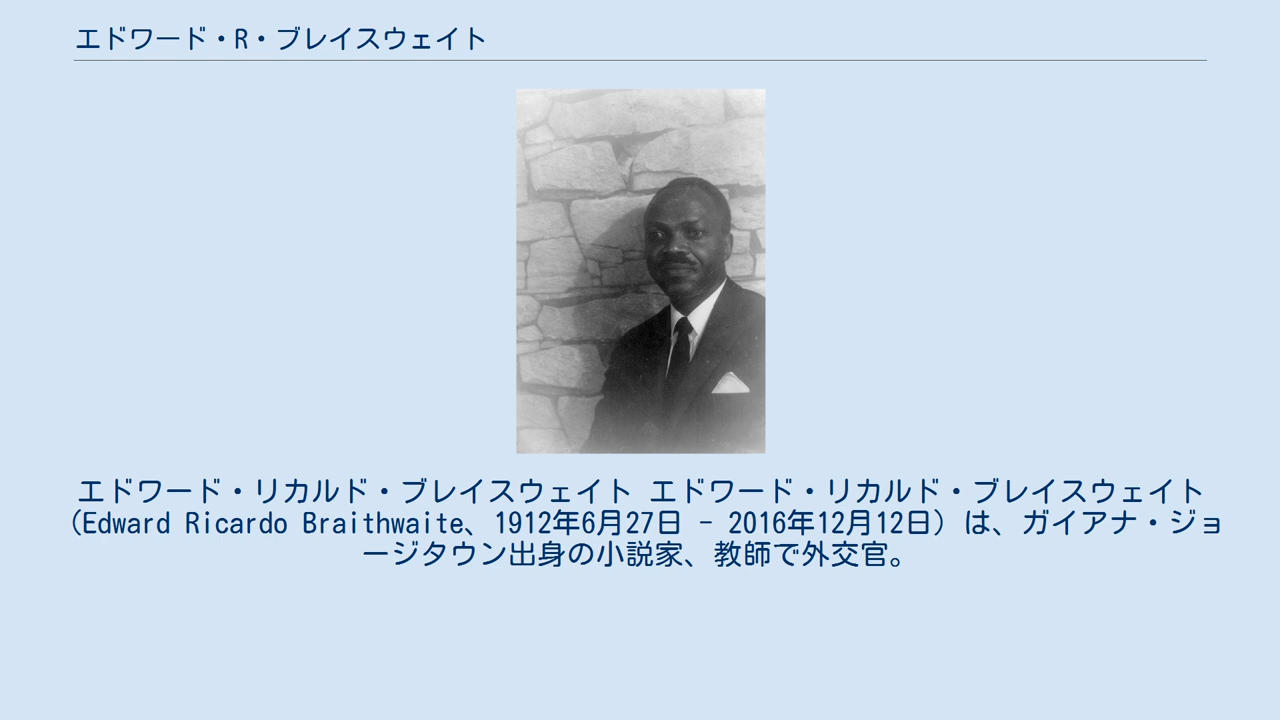 エドワード・R・ブレイスウェイト
エドワード・リカルド・ブレイスウェイト エドワード・リカルド・ブレイスウェイト
(Edward Ricardo Braithwaite、1912年6月27日 - 2016年12月12日) は、ガイアナ・ジョ
ージタウン出身の小説家、教師で外交官。